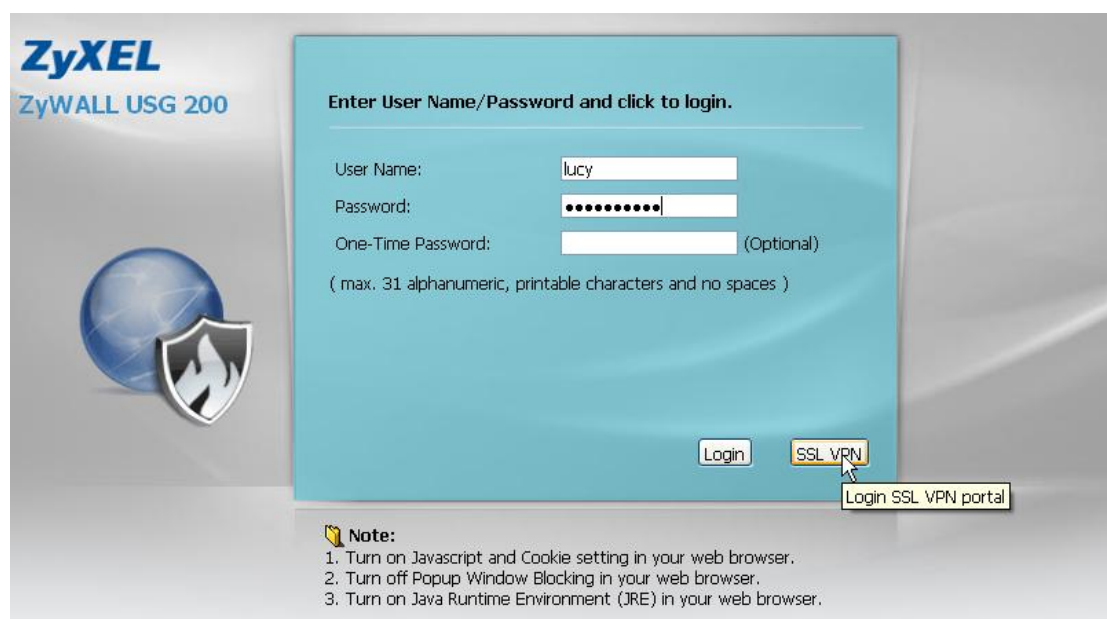 ZyXEL
ZyWALL USG 200
Enter User Name/Password and click to login.
User Name: lucy
Password: ●●●●●●●●●●
One-Time Password: (Optional)
( max. 31 alphanumeric, printable characters and no spaces )
Login SSL VPN
Login SSL VPN portal
Note:
1. Turn on Javascript and Cookie setting in your web browser.
2. Turn off Popup Window Blocking in your web browser.
3. Turn on Java Runtime Environment (JRE) in your web browser.